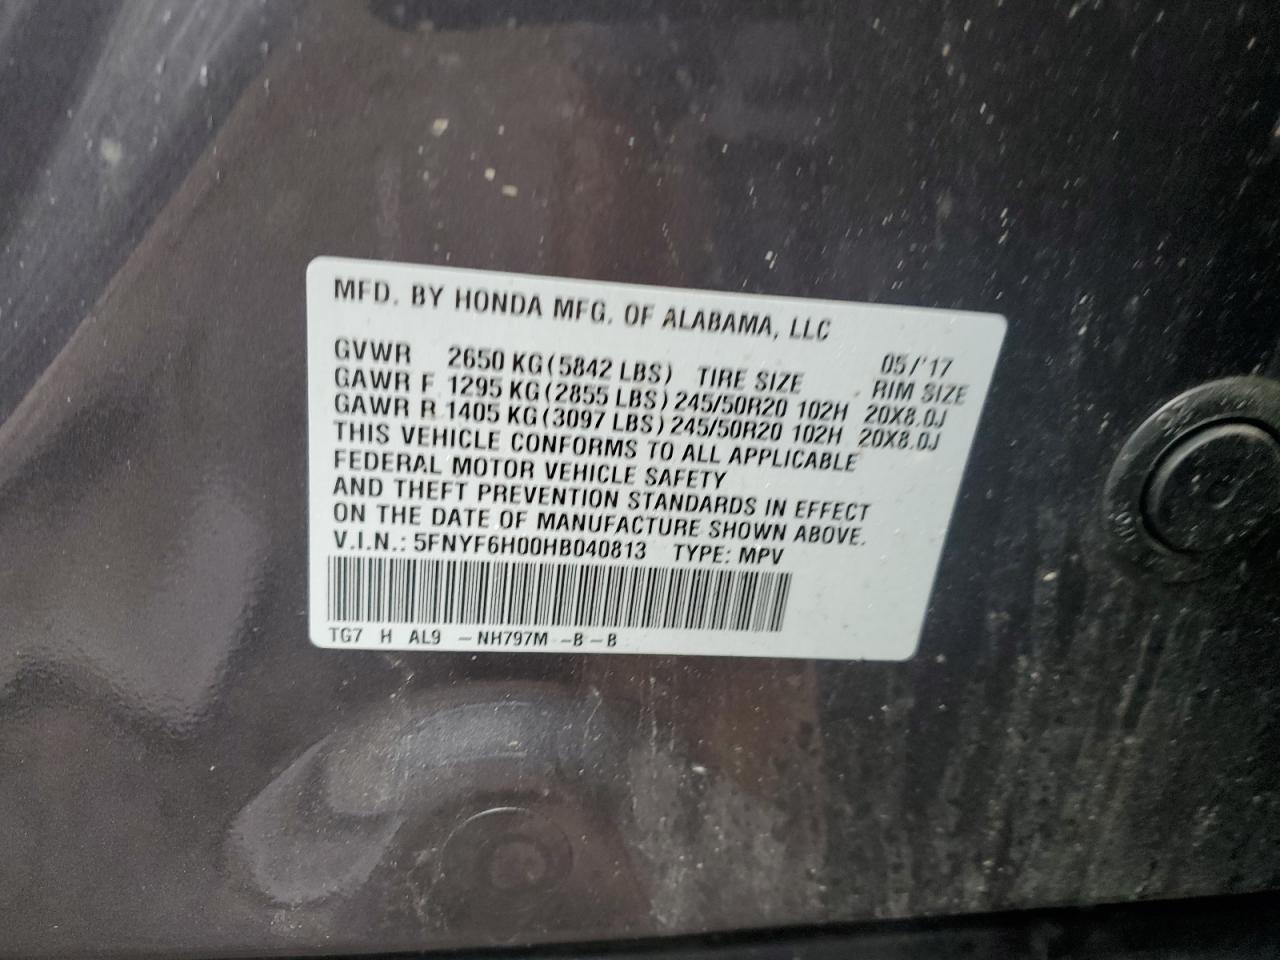 MFD. BY HONDA MFG. OF ALABAMA, LLC
05/'17
GVWR 2650 KG (5842 LBS) TIRE SIZE RIM SIZE
GAWR F 1295 KG (2855 LBS) 245/50R20 102H 20X8.0J
GAWR R 1405 KG (3097 LBS) 245/50R20 102H 20X8.0J
THIS VEHICLE CONFORMS TO ALL APPLICABLE
FEDERAL MOTOR VEHICLE SAFETY
AND THEFT PREVENTION STANDARDS IN EFFECT
ON THE DATE OF MANUFACTURE SHOWN ABOVE.
V.I.N.: 5FNYF6H00HB040813 TYPE: MPV
TG7 H AL9 - NH797M - B - B